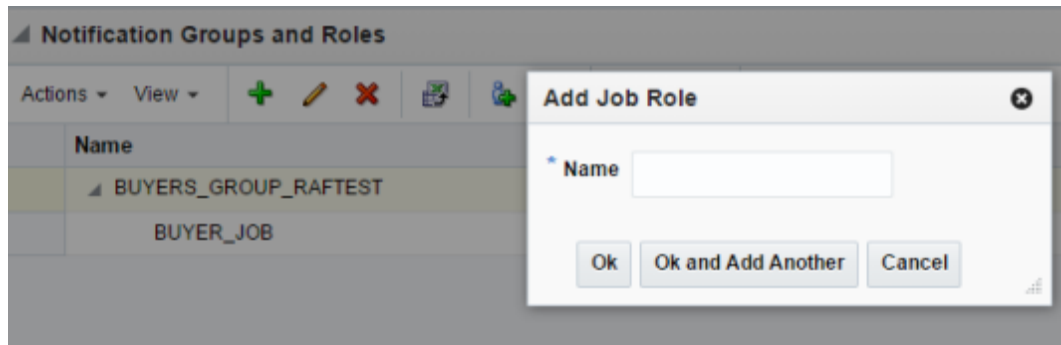 Notification Groups and Roles
Actions View
Add Job Role
Name
* Name
BUYERS_GROUP_RAFTEST
BUYER_JOB
Ok Ok and Add Another Cancel